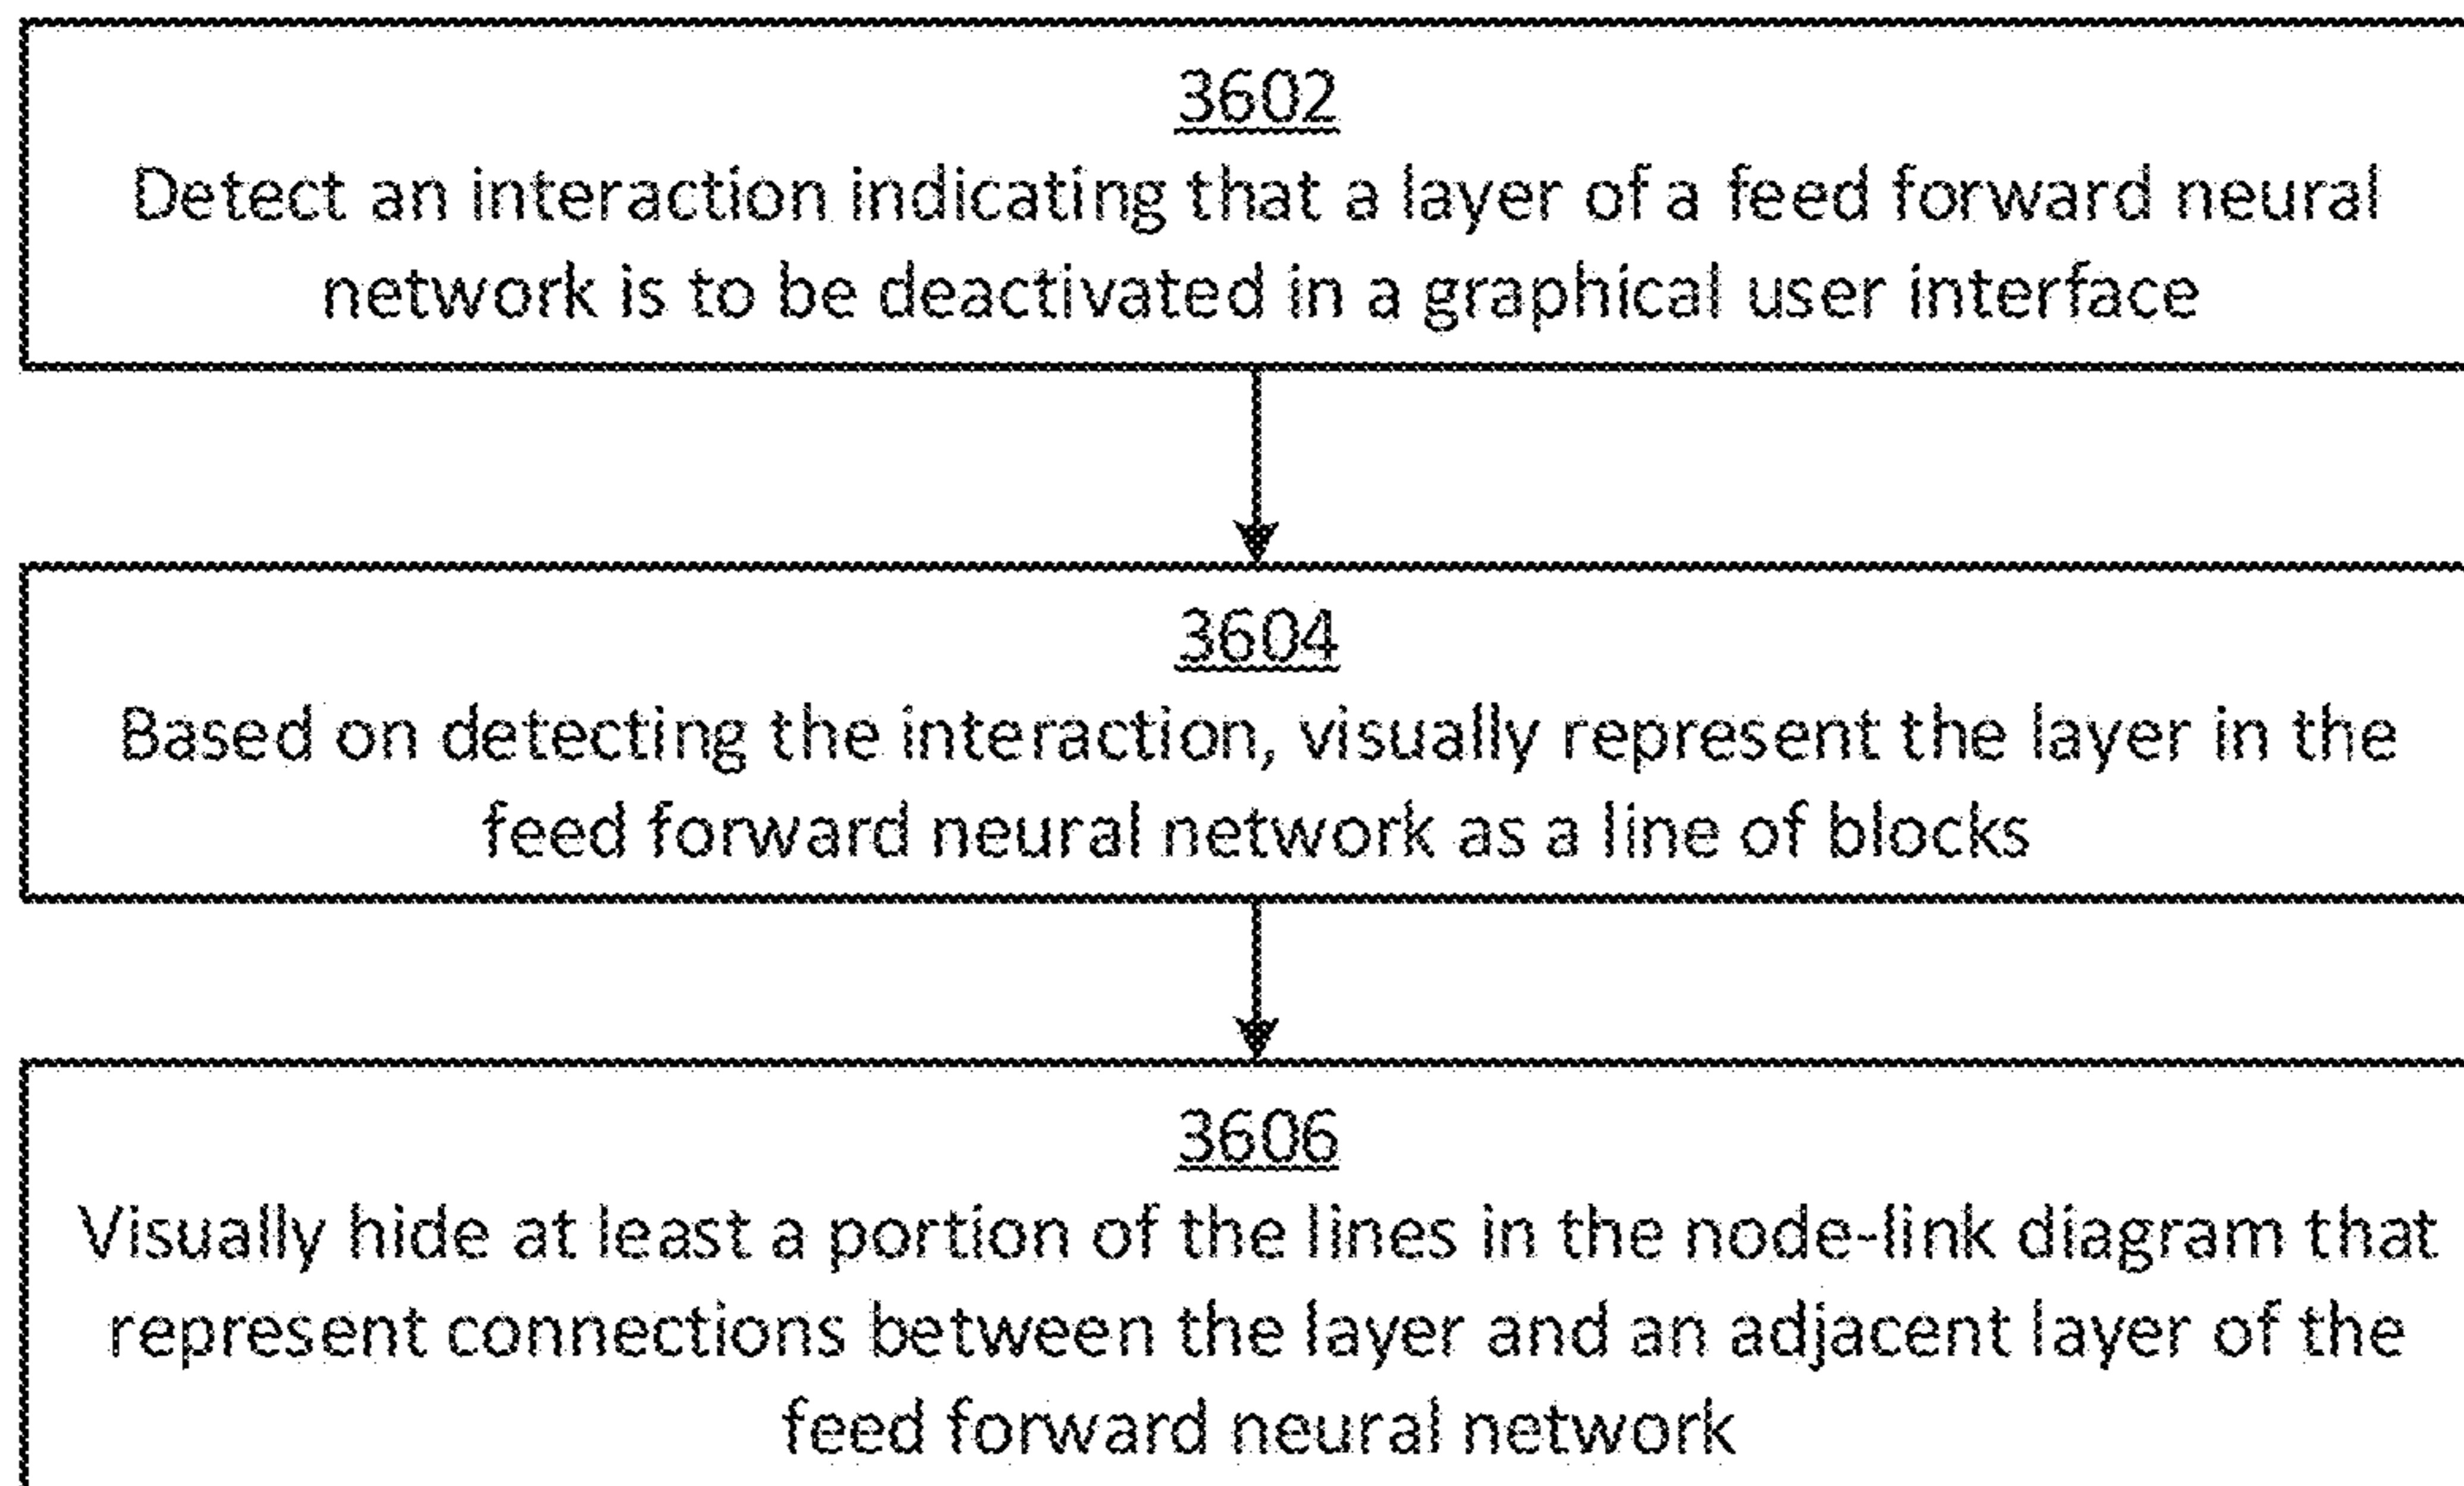 3602
Detect an interaction indicating that a layer of a feed forward neural
network is to be deactivated in a graphical user interface
3604
Based on detecting the interaction, visually represent the layer in the
feed forward neural network as a line of blocks
3606
Visually hide at least a portion of the lines in the node-link diagram that
represent connections between the layer and an adjacent layer of the
feed forward neural network